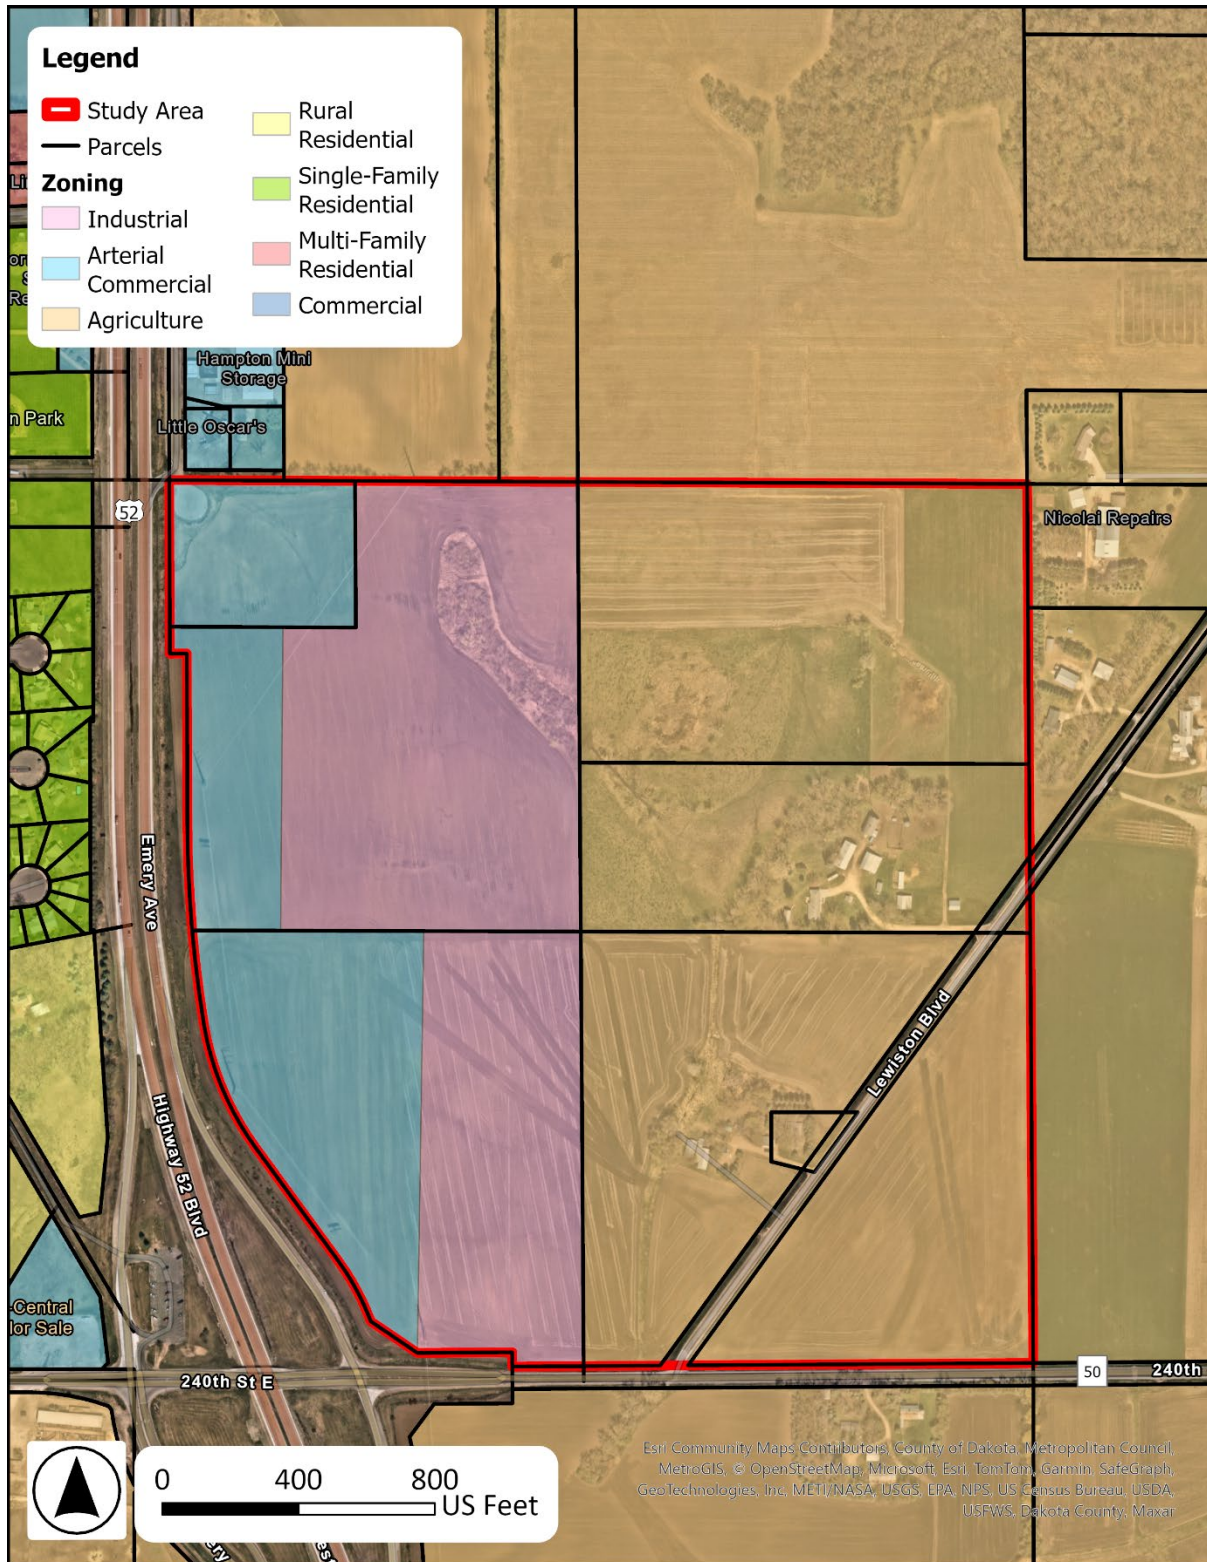 Legend
Study Area
Parcels
Zoning
Industrial
Arterial
Commercial
Agriculture
Rural
Residential
Single-Family
Residential
Multi-Family
Residential
Commercial
Hampton Mini
Storage
Little Oscar's
n Park
52
Nicolai Repairs
Emery Ave
Lewiston Blvd
Highway 52 Blvd
-Central
lor Sale
240th St E
50
240th
0 400 800
US Feet
Esri Community Maps Contributors, County of Dakota, Metropolitan Council,
MetroGIS, © OpenStreetMap, Microsoft, Esri, TomTom, Garmin, SafeGraph,
GeoTechnologies, Inc, METI/NASA, USGS, EPA, NPS, US Census Bureau, USDA,
USFWS, Dakota County, Maxar